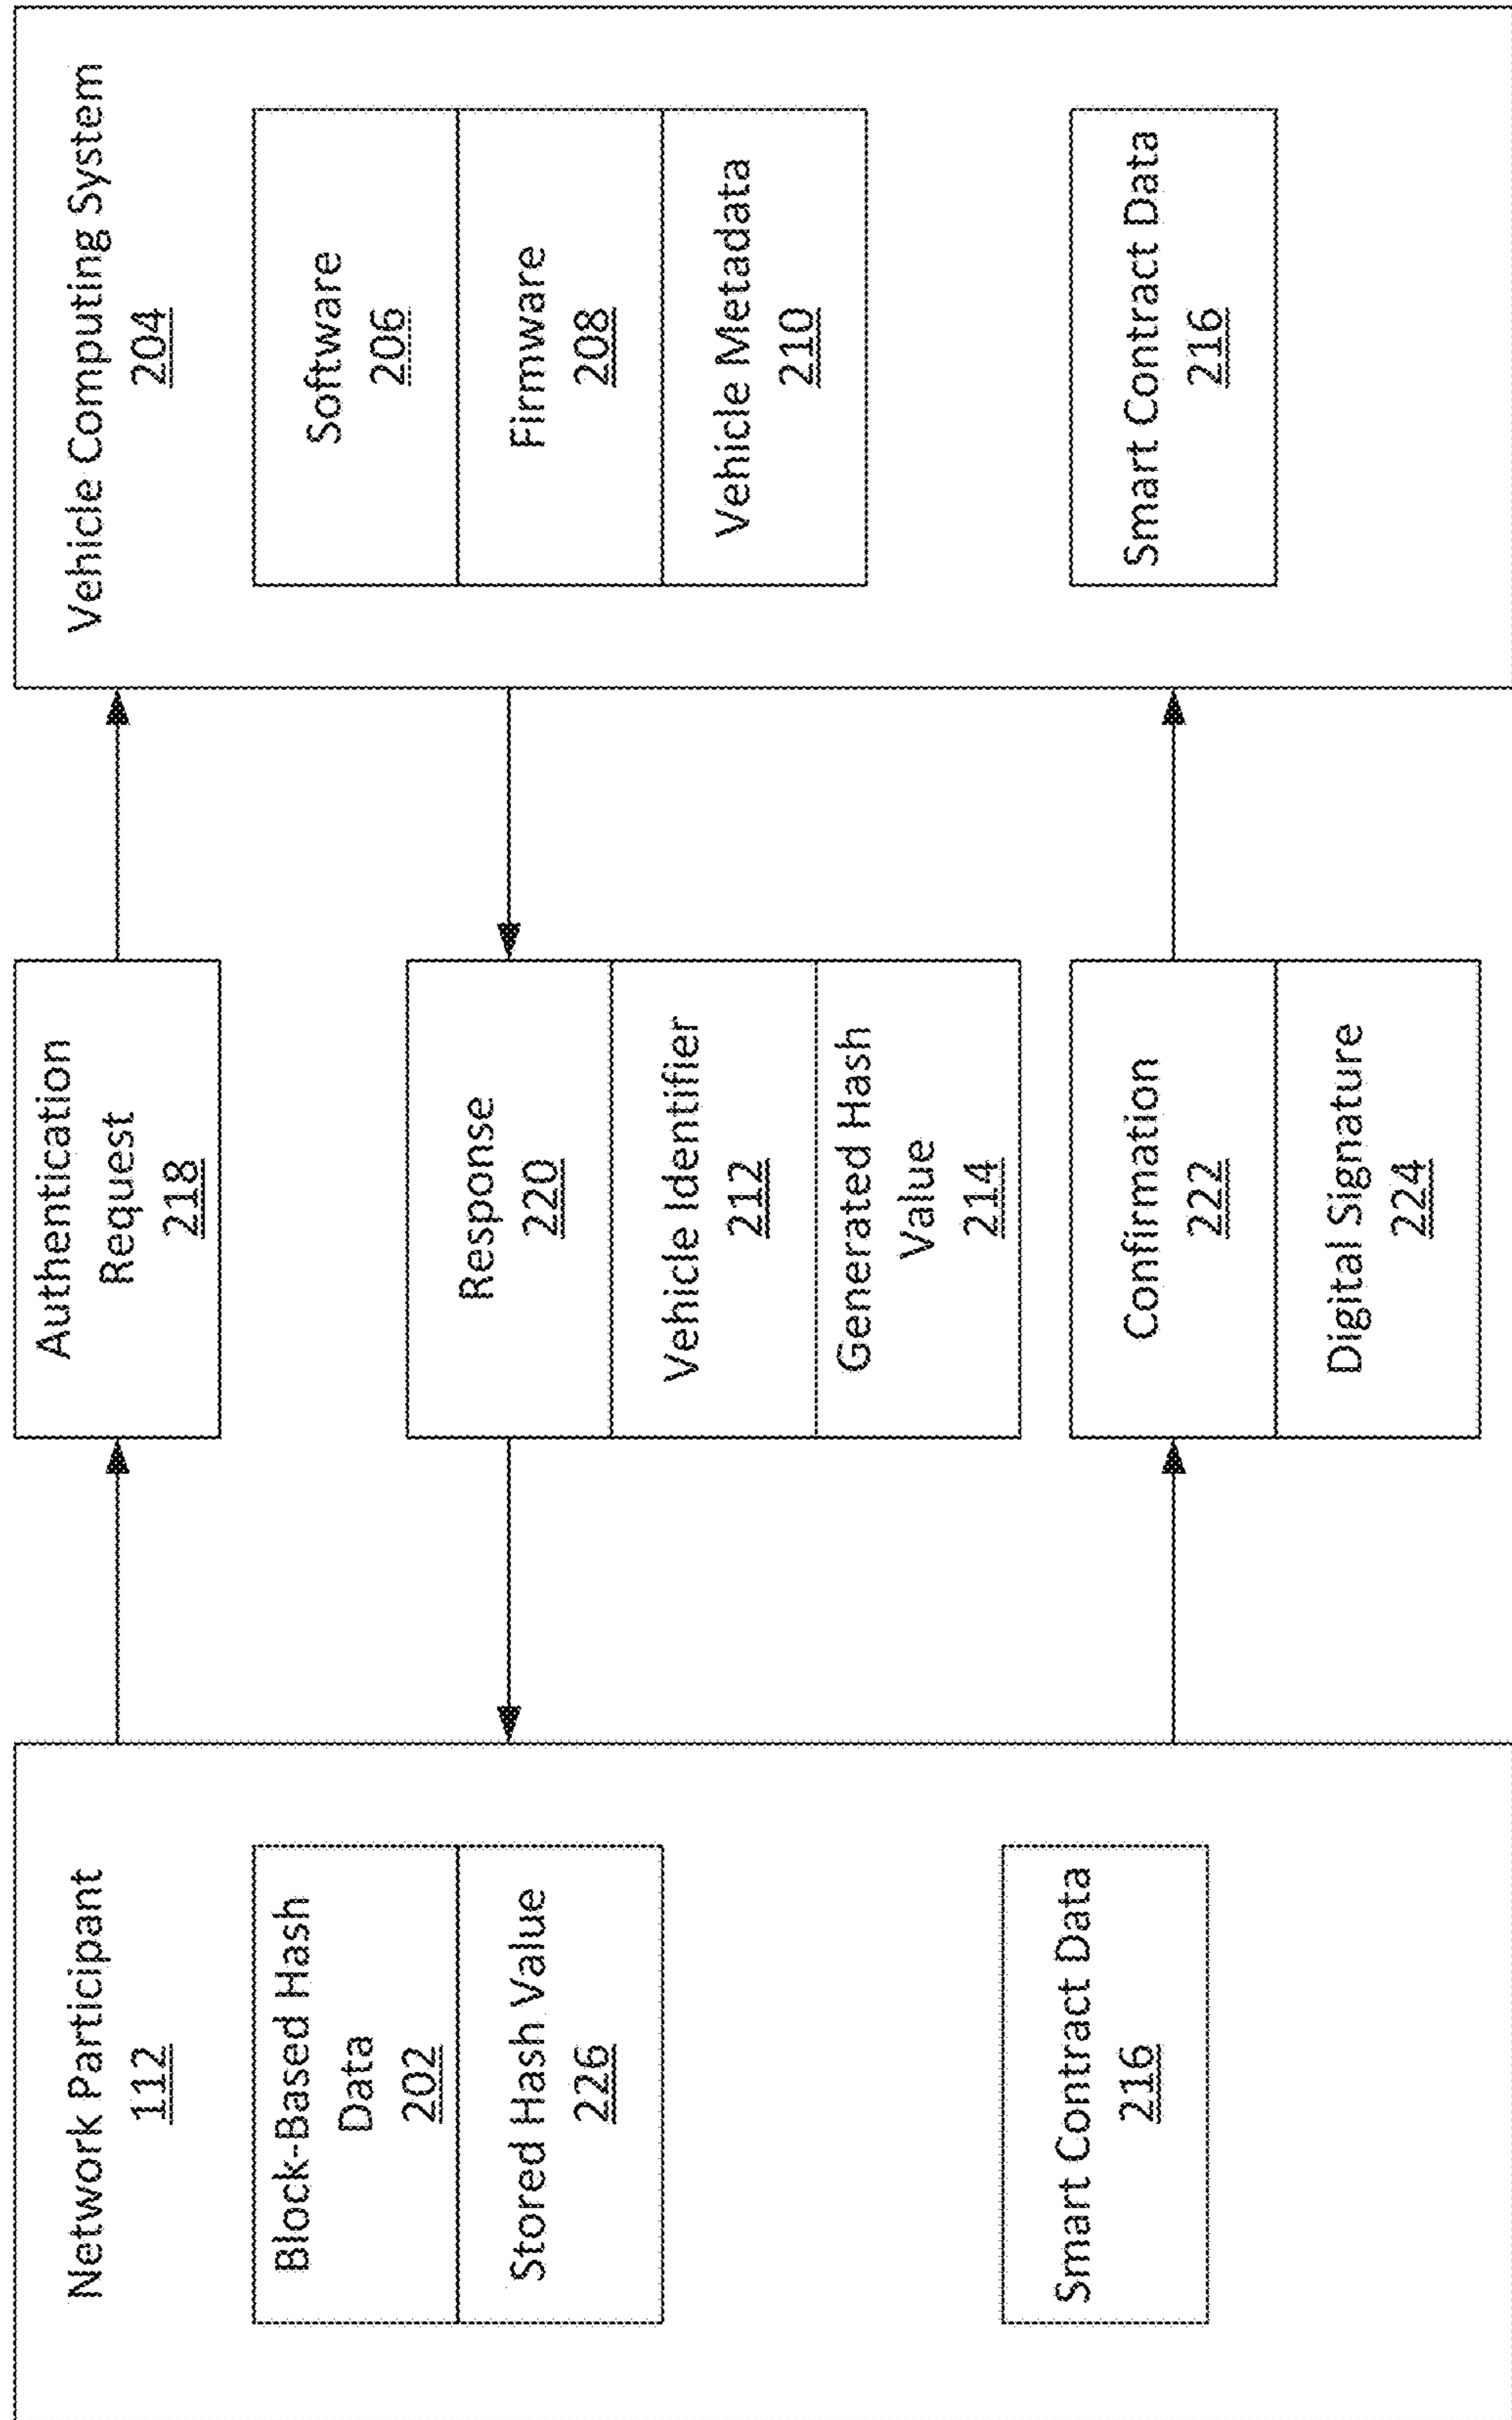 Network Participant
112
Block-Based Hash
Data
202
Stored Hash Value
226
Smart Contract Data
216
Authentication
Request
218
Response
220
Vehicle Identifier
212
Generated Hash
Value
214
Confirmation
222
Digital Signature
224
Vehicle Computing System
204
Software
206
Firmware
208
Vehicle Metadata
210
Smart Contract Data
216